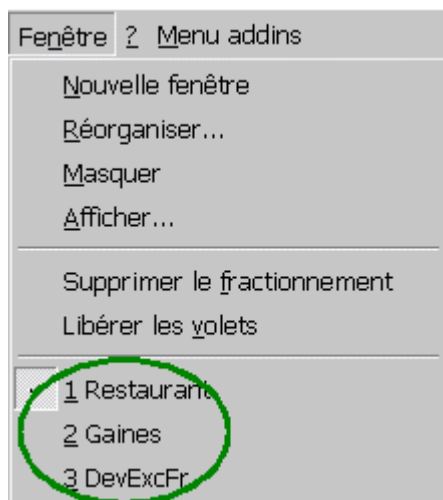 Fenêtre ? Menu addins
Nouvelle fenêtre
Réorganiser...
Masquer
Afficher...
Supprimer le fractionnement
Libérer les volets
1 Restaurant
2 Gaines
3 DevExcFr